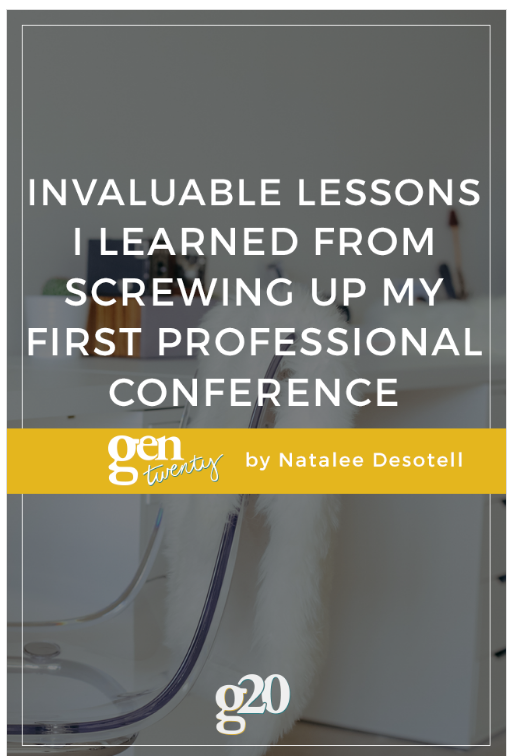 INVALUABLE LESSONS
I LEARNED FROM
SCREWING UP MY
FIRST PROFESSIONAL
CONFERENCE
gen
twenty
by Natalee Desotell
g20